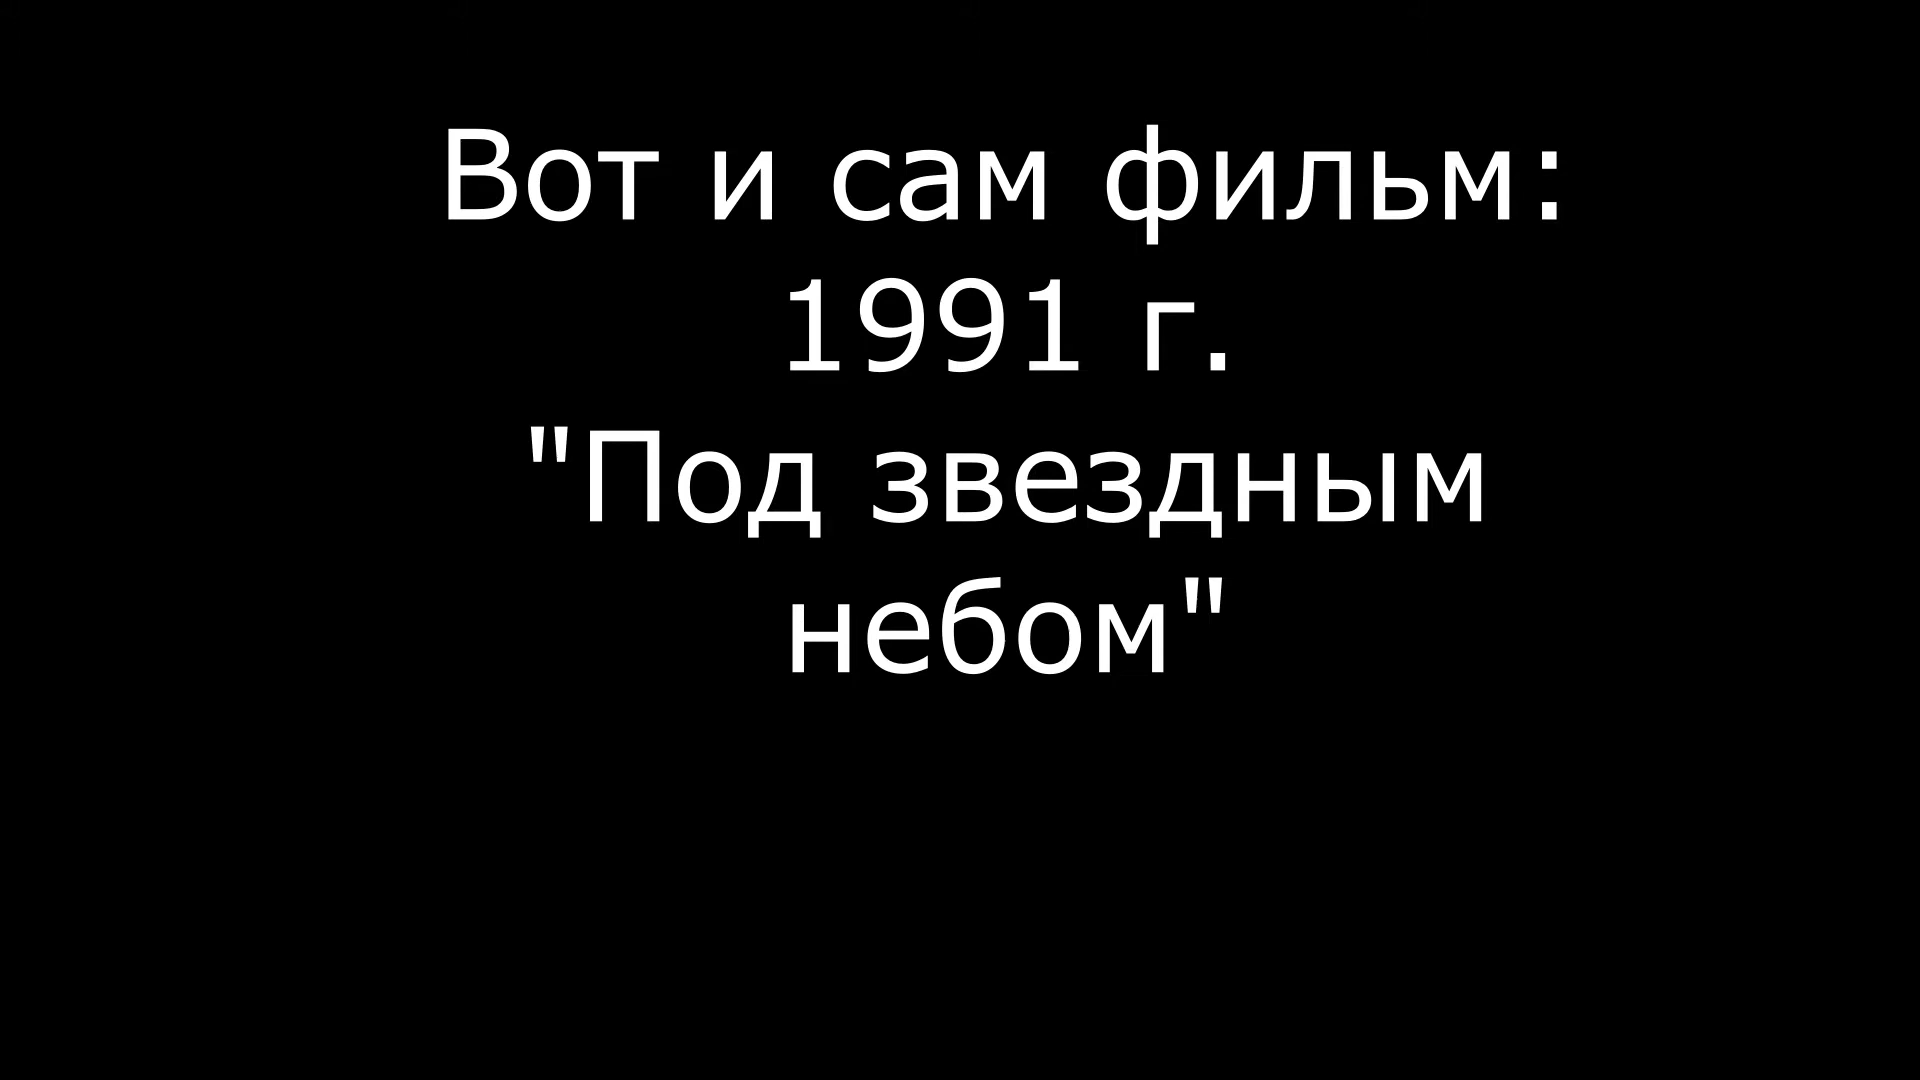 Вот и сам фильм:
1991 г.
"Под звездным
небом"